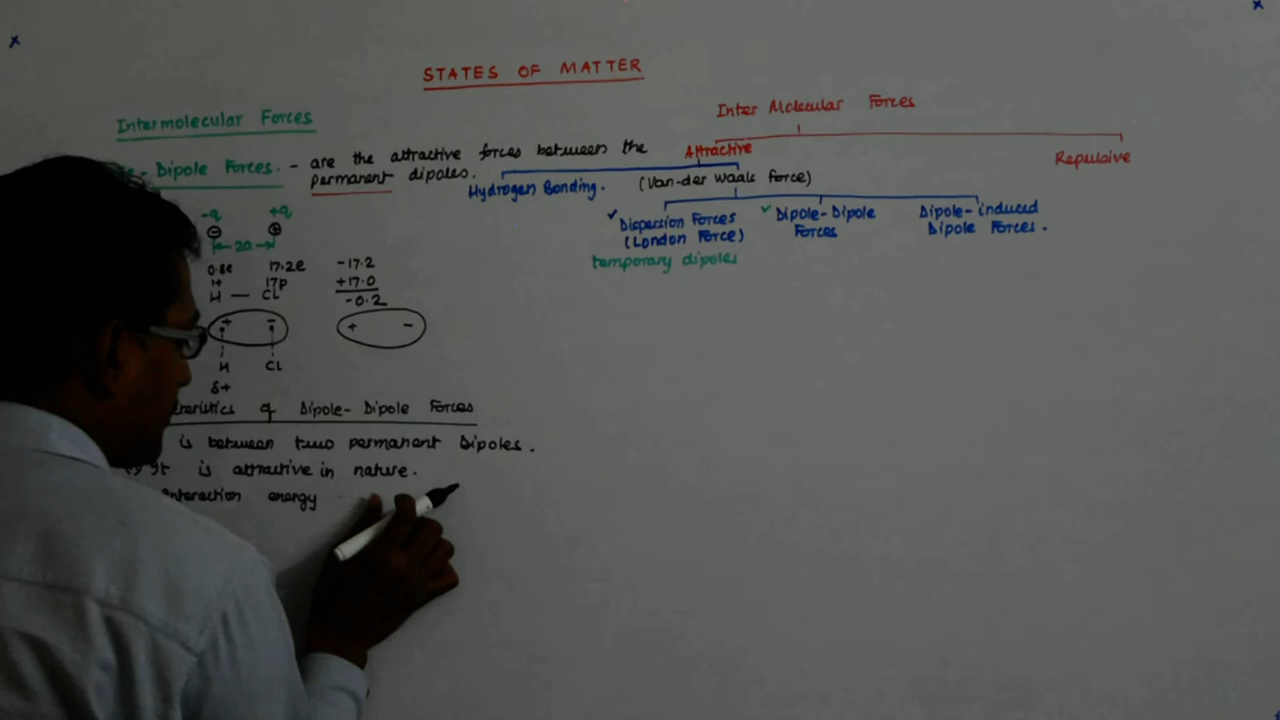 STATES OF MATTER
Intermolecular Forces
Dipole Forces. - are the attractive forces between the
permanent dipoles.
-q +q
⊖ ⊕
2a
0.8e 17.2e
1+ 17P
H — CL
-17.2
+17.0
-0.2
+ -
+ -
H CL
δ+
teristics of Dipole-Dipole Forces
is between two permanent Dipoles.
It is attractive in nature.
Interaction energy
Inter Molecular Forces
Attractive
Repulsive
Hydrogen Bonding. (Van-der waals Force)
Dispersion Forces
(London Force)
temporary dipoles
Dipole-Dipole
Forces
Dipole-induced
Dipole Forces.